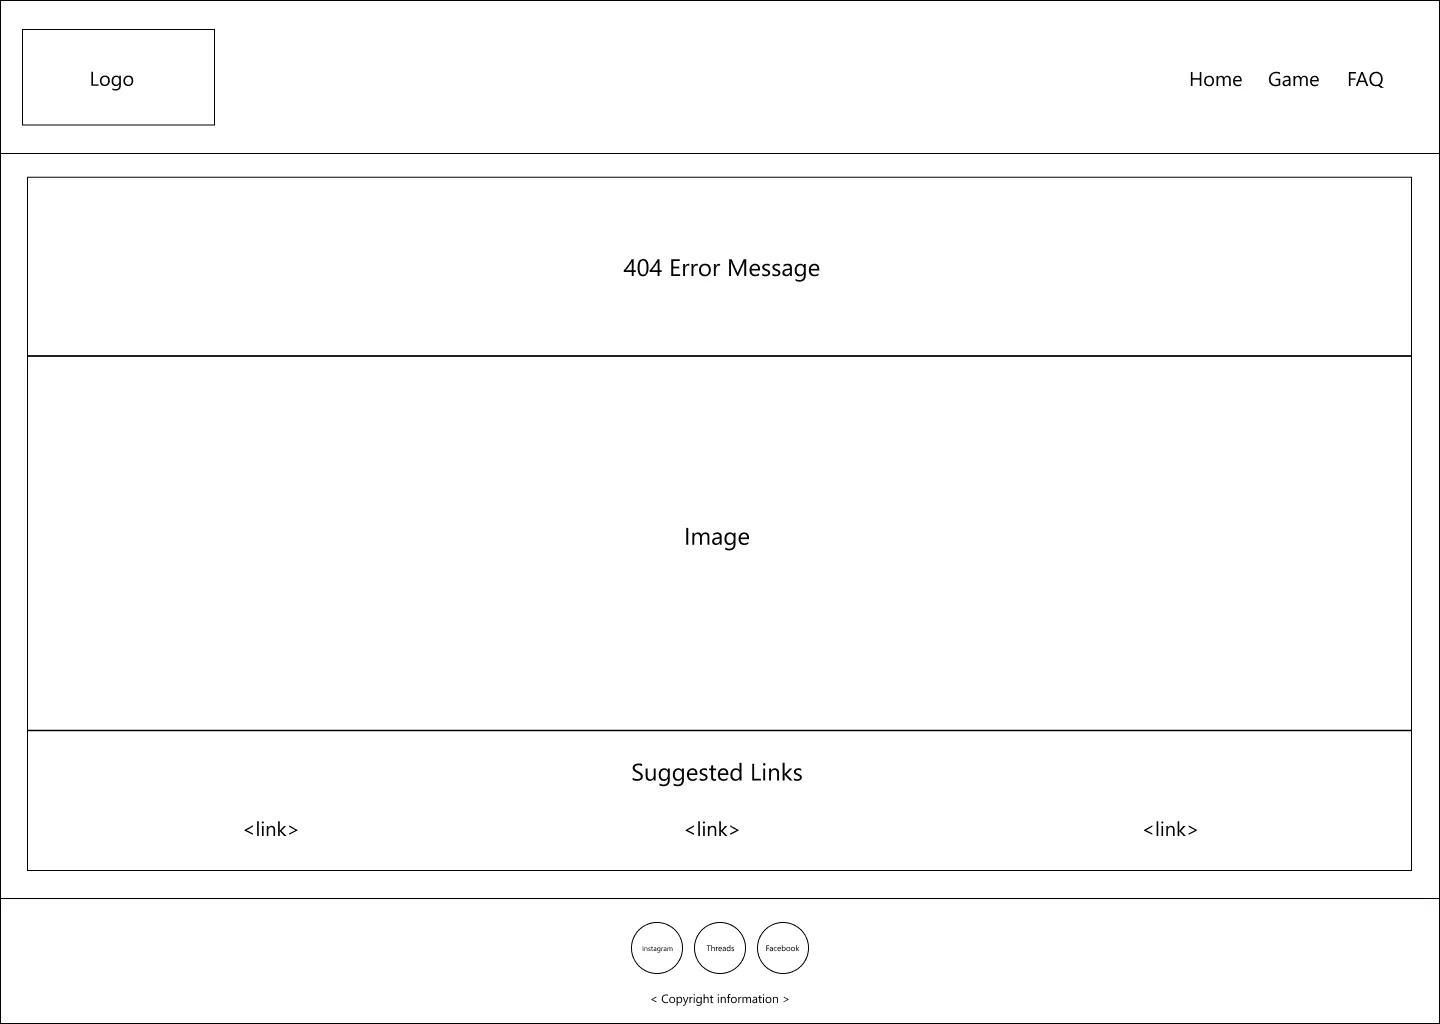 Logo
Home Game FAQ
404 Error Message
Image
Suggested Links
<link> <link> <link>
Instagram Threads Facebook
< Copyright information >